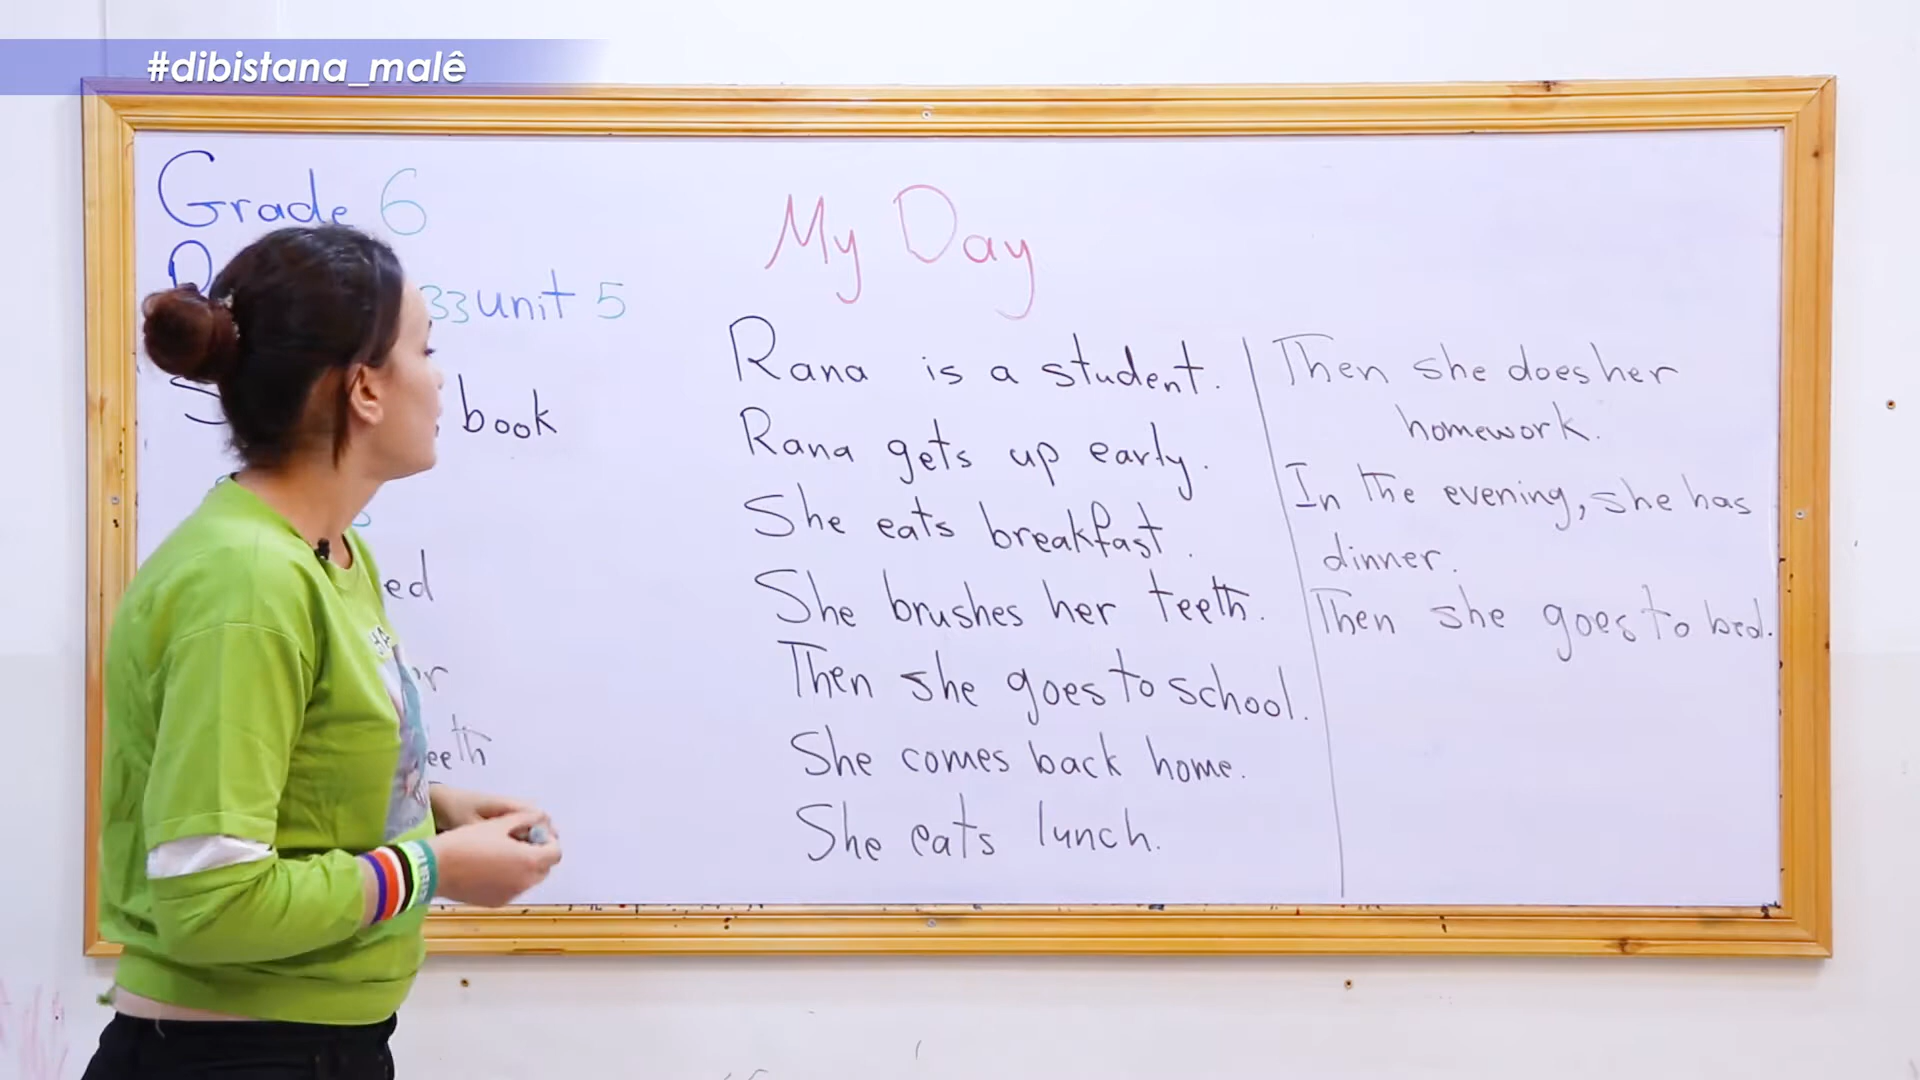 #dibistana_malê
Grade 6
33 unit 5
book
My Day
Rana is a student.
Rana gets up early.
She eats breakfast.
She brushes her teeth.
Then she goes to school.
She comes back home.
She eats lunch.
Then she does her
homework.
In the evening, she has
dinner.
Then she goes to bed.